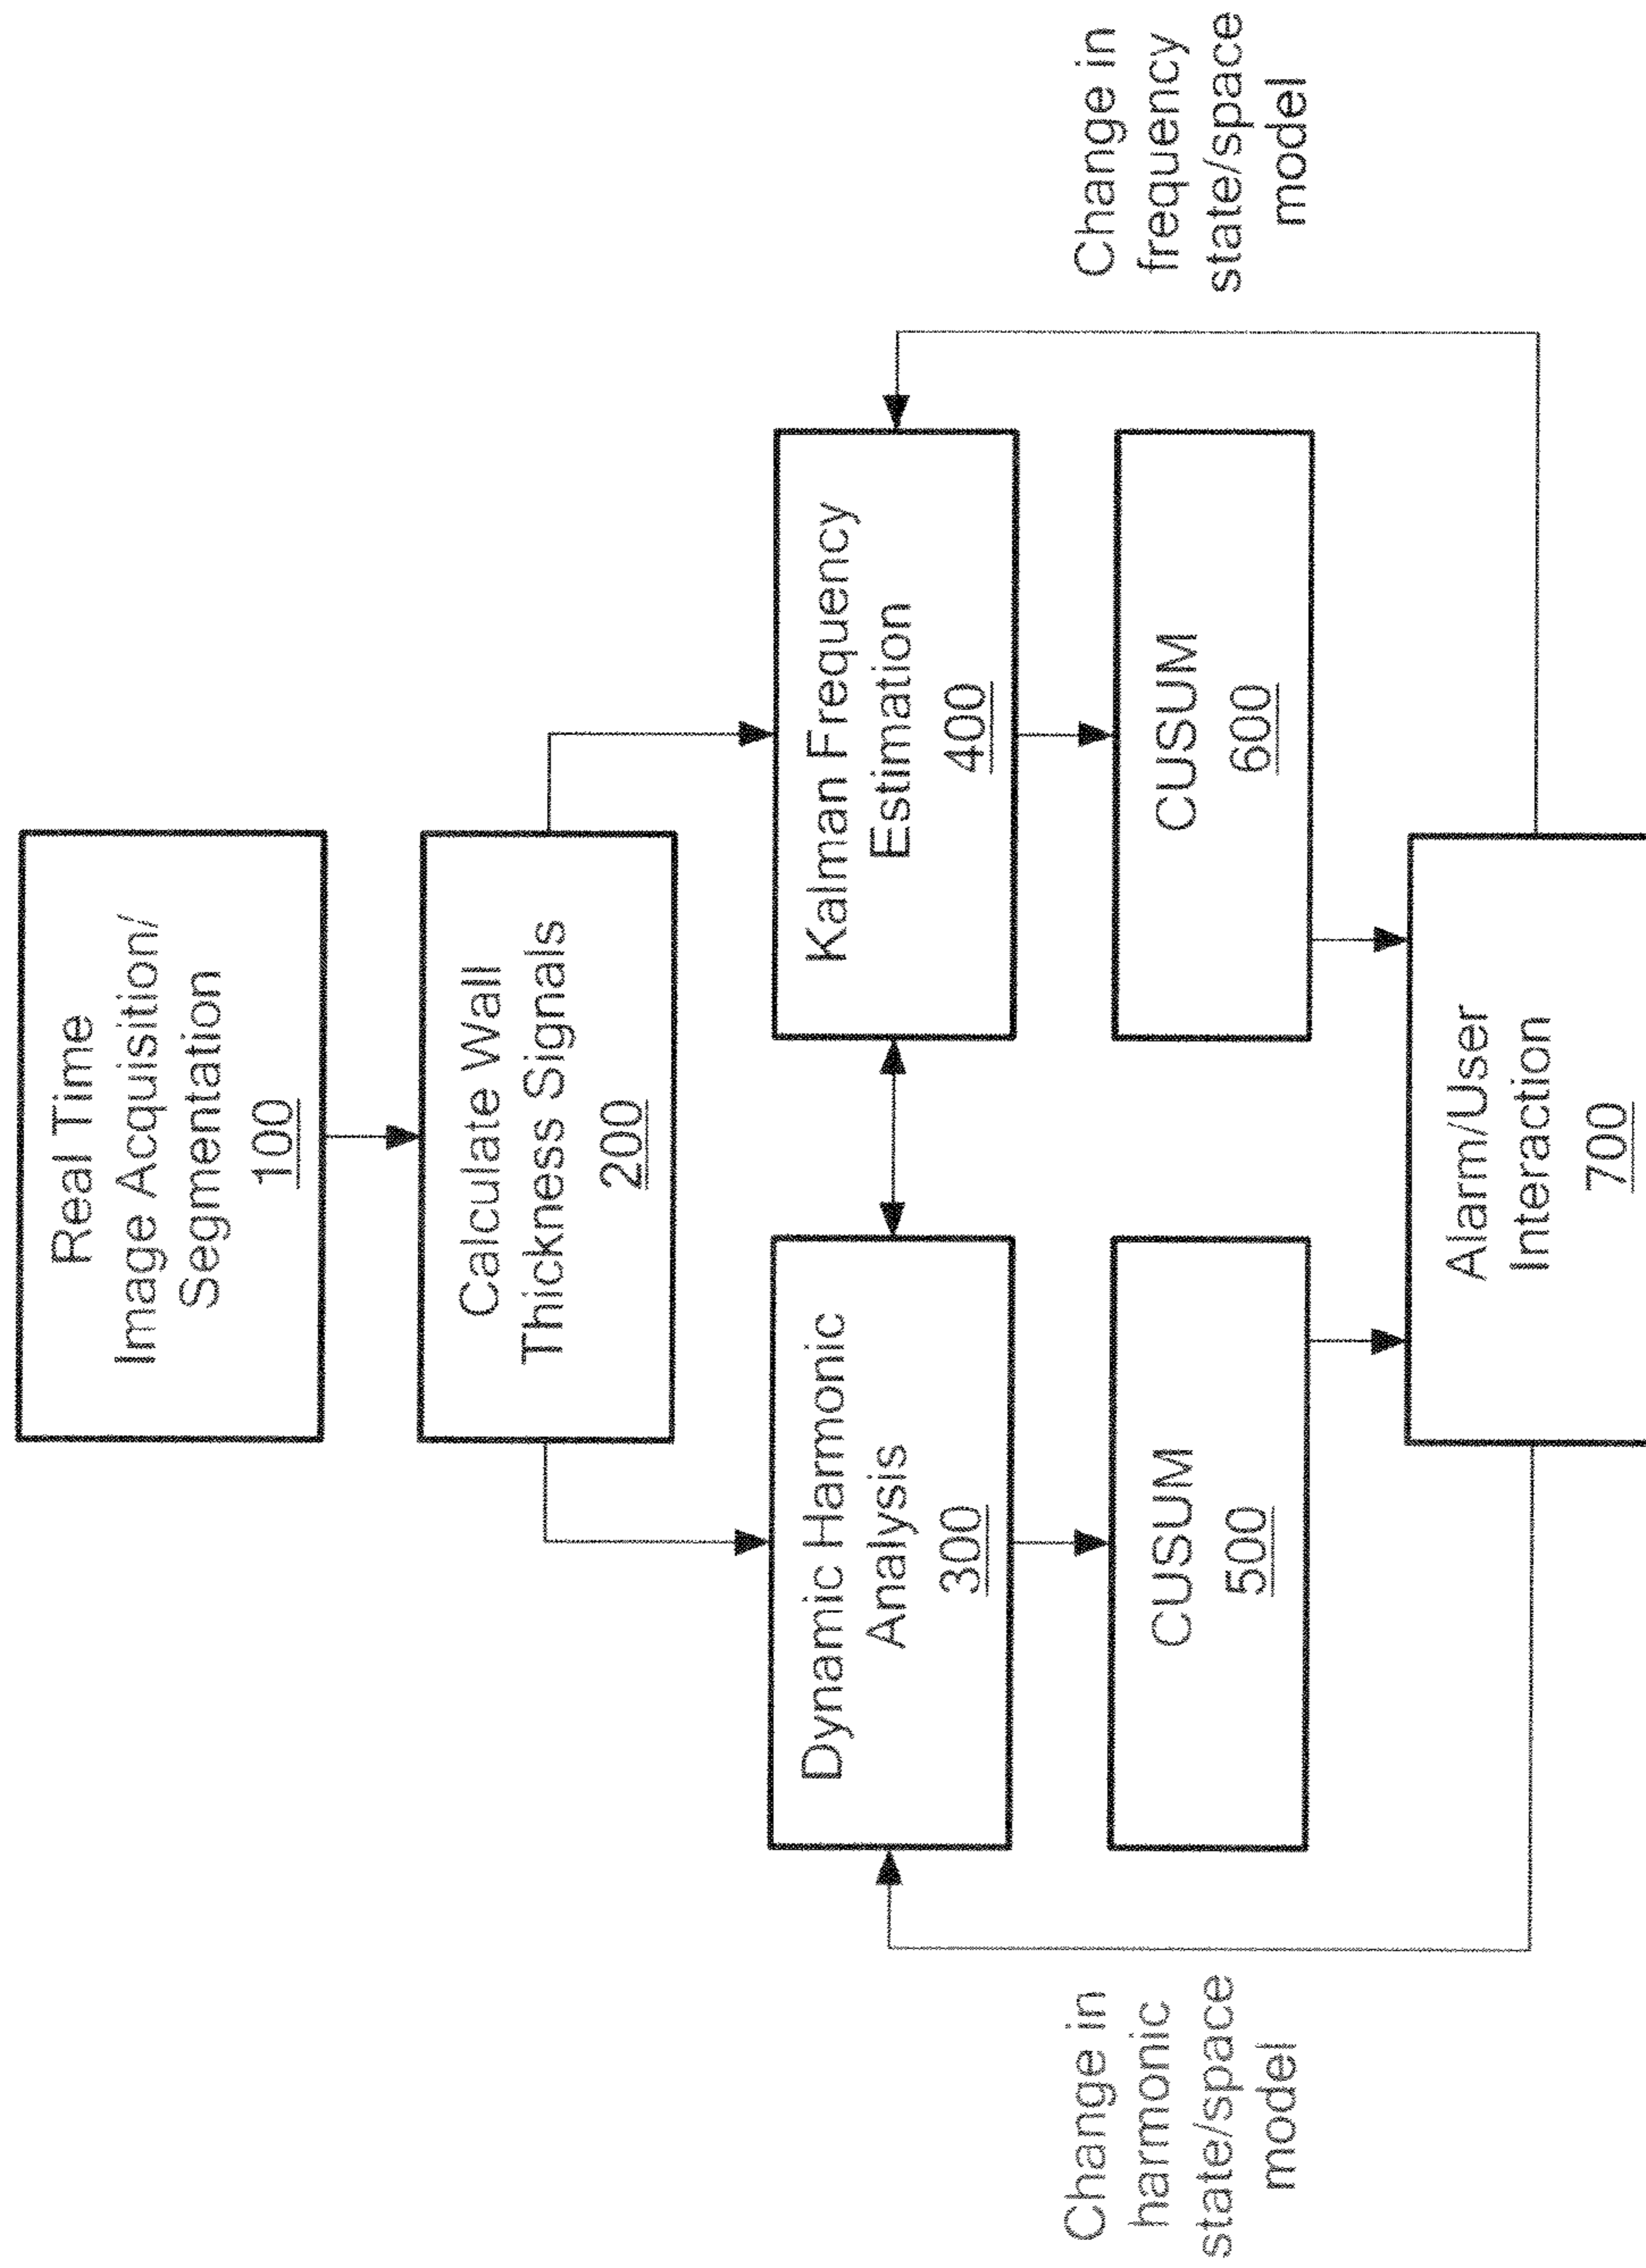 Real Time
Image Acquisition/
Segmentation
100
Calculate Wall
Thickness Signals
200
Dynamic Harmonic
Analysis
300
Kalman Frequency
Estimation
400
CUSUM
500
CUSUM
600
Change in
harmonic
state/space
model
Change in
frequency
state/space
model
Alarm/User
Interaction
700